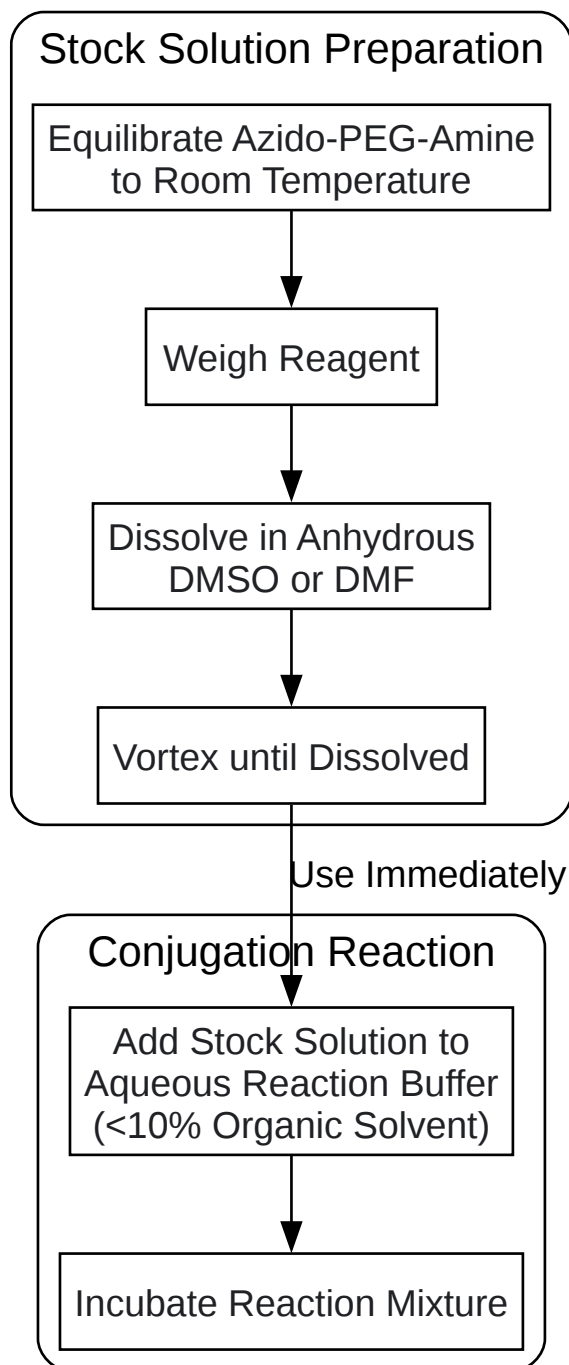 Stock Solution Preparation
Equilibrate Azido-PEG-Amine
to Room Temperature
Weigh Reagent
Dissolve in Anhydrous
DMSO or DMF
Vortex until Dissolved
Use Immediately
Conjugation Reaction
Add Stock Solution to
Aqueous Reaction Buffer
(<10% Organic Solvent)
Incubate Reaction Mixture